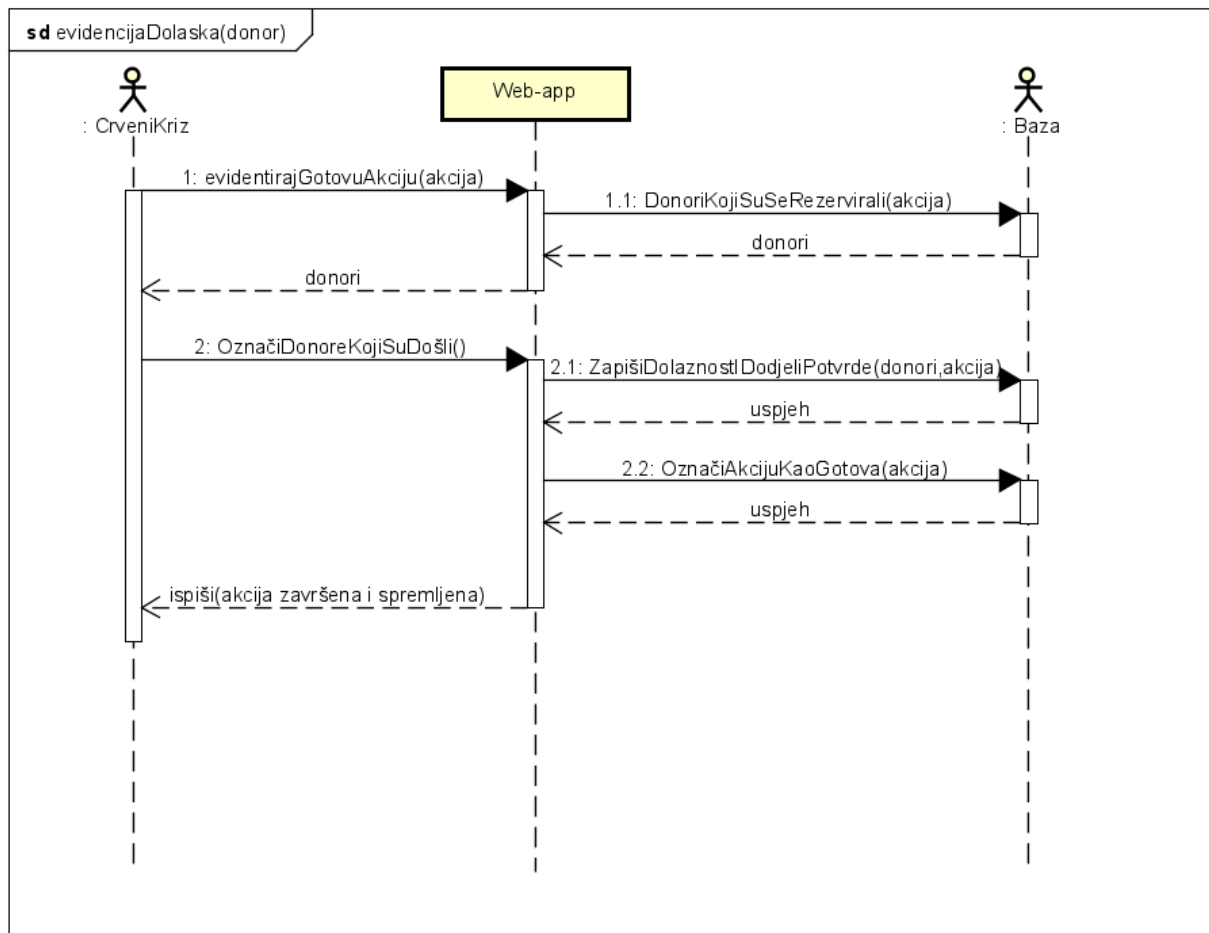 sd evidencijaDolaska(donor)
: CrveniKriz
Web-app
: Baza
1: evidentirajGotovuAkciju(akcija)
1.1: DonoriKojiSuSeRezervirali(akcija)
donori
donori
2: OznačiDonoreKojiSuDošli()
2.1: ZapišiDolaznostIDodjeliPotvrde(donori,akcija)
uspjeh
2.2: OznačiAkcijuKaoGotova(akcija)
uspjeh
ispiši(akcija završena i spremljena)